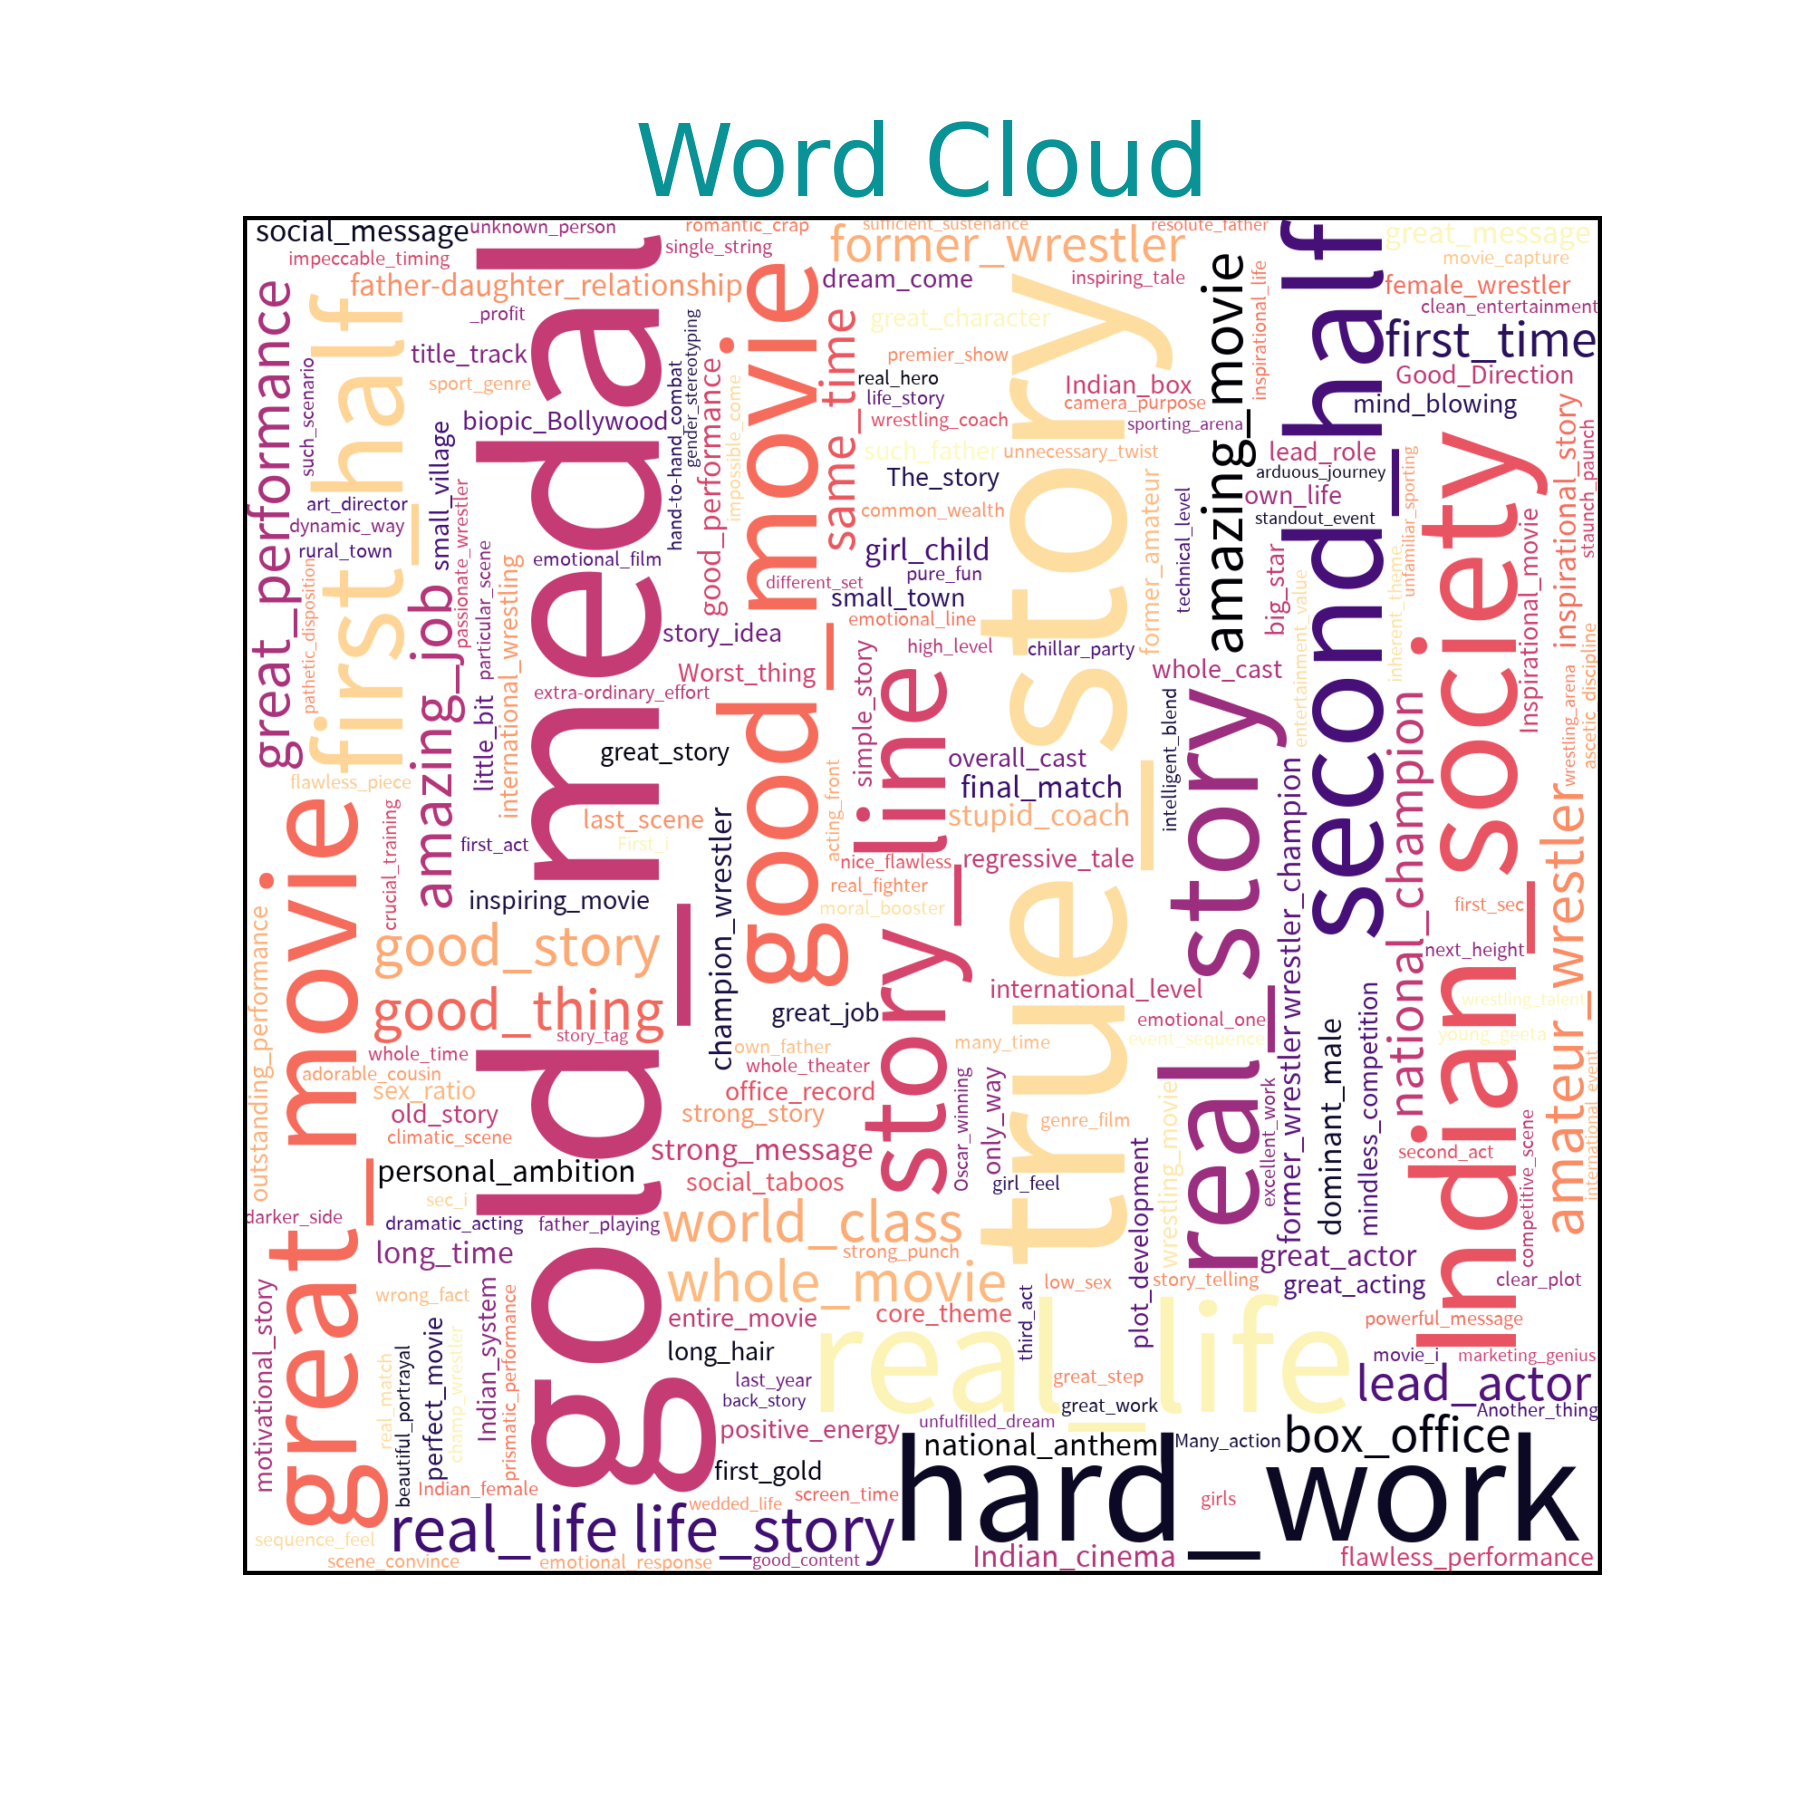 Word Cloud
social_message
unknown_person
romantic_crap
sufficient_sustenance
resolute_father
impeccable_timing
single_string
former_wrestler
great_message
movie_capture
father-daughter_relationship
dream_come
inspiring_tale
female_wrestler
_profit
great_character
clean_entertainment
title_track
premier_show
first_time
sport_genre
real_hero
Indian_box
Good_Direction
life_story
camera_purpose
mind_blowing
biopic_Bollywood
wrestling_coach
sporting_arena
such_father
unnecessary_twist
lead_role
arduous_journey
The_story
own_life
art_director
common_wealth
standout_event
dynamic_way
rural_town
emotional_film
girl_child
pure_fun
different_set
small_town
emotional_line
story_idea
high_level
chillar_party
Worst_thing
whole_cast
extra-ordinary_effort
great_story
overall_cast
flawless_piece
final_match
last_scene
stupid_coach
first_act
First_i
nice_flawless
regressive_tale
real_fighter
inspiring_movie
moral_booster
first_sec
good_story
next_height
good_thing
international_level
wrestling_talent
great_job
emotional_one
story_tag
event_sequence
young_geeta
whole_time
own_father
many_time
adorable_cousin
whole_theater
sex_ratio
office_record
old_story
strong_story
genre_film
climatic_scene
strong_message
second_act
personal_ambition
social_taboos
girl_feel
sec_i
darker_side
dramatic_acting
father_playing
world_class
long_time
strong_punch
great_actor
whole_movie
low_sex
story_telling
great_acting
clear_plot
wrong_fact
entire_movie
core_theme
powerful_message
long_hair
real_life
movie_i
marketing_genius
last_year
great_step
lead_actor
back_story
great_work
Another_thing
positive_energy
unfulfilled_dream
national_anthem
Many_action
box_office
first_gold
Indian_female
screen_time
hard_work
girls
wedded_life
real_life
life_story
sequence_feel
scene_convince
emotional_response
good_content
Indian_cinema
flawless_performance
great_performance
such_scenario
first_half
pathetic_disposition
small_village
passionate_wrestler
amazing_job
particular_scene
little_bit
international_wrestling
gold_medal
hand-to-hand_combat
gender_stereotyping
good_performance
impossible_come
good_movie
same_time
true_story
former_amateur
technical_level
amazing_movie
inspirational_life
big_star
second_half
entertainment_value
inherent_theme
unfamiliar_sporting
Indian_society
Inspirational_movie
inspirational_story
staunch_paunch
wrestling_arena
ascetic_discipline
great_movie
crucial_training
outstanding_performance
champion_wrestler
acting_front
simple_story
story_line
intelligent_blend
real_story
wrestler_champion
former_wrestler
national_champion
amateur_wrestler
international_event
Oscar_winning
only_way
excellent_work
dominant_male
mindless_competition
competitive_scene
wrestling_movie
plot_development
third_act
motivational_story
real_match
beautiful_portrayal
perfect_movie
champ_wrestler
Indian_system
prismatic_performance